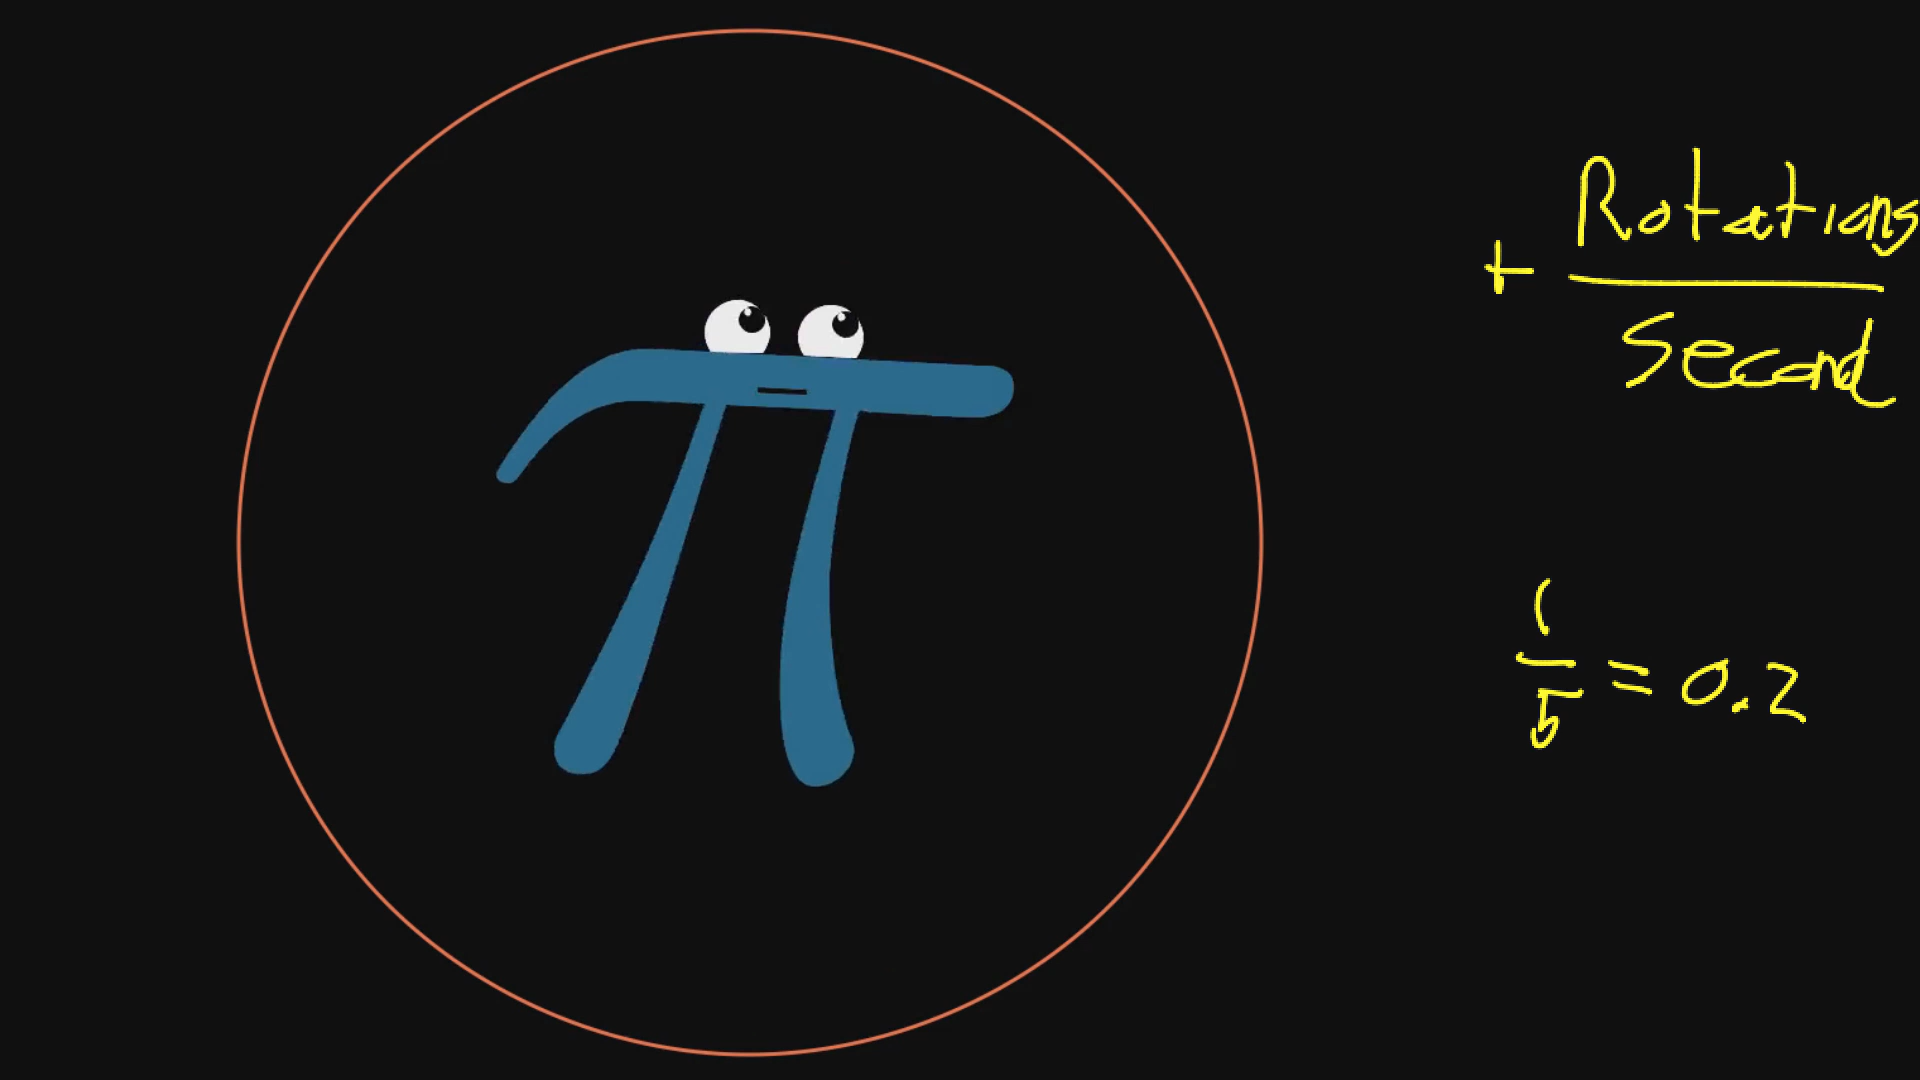 + Rotations
Second
1
5 = 0.2